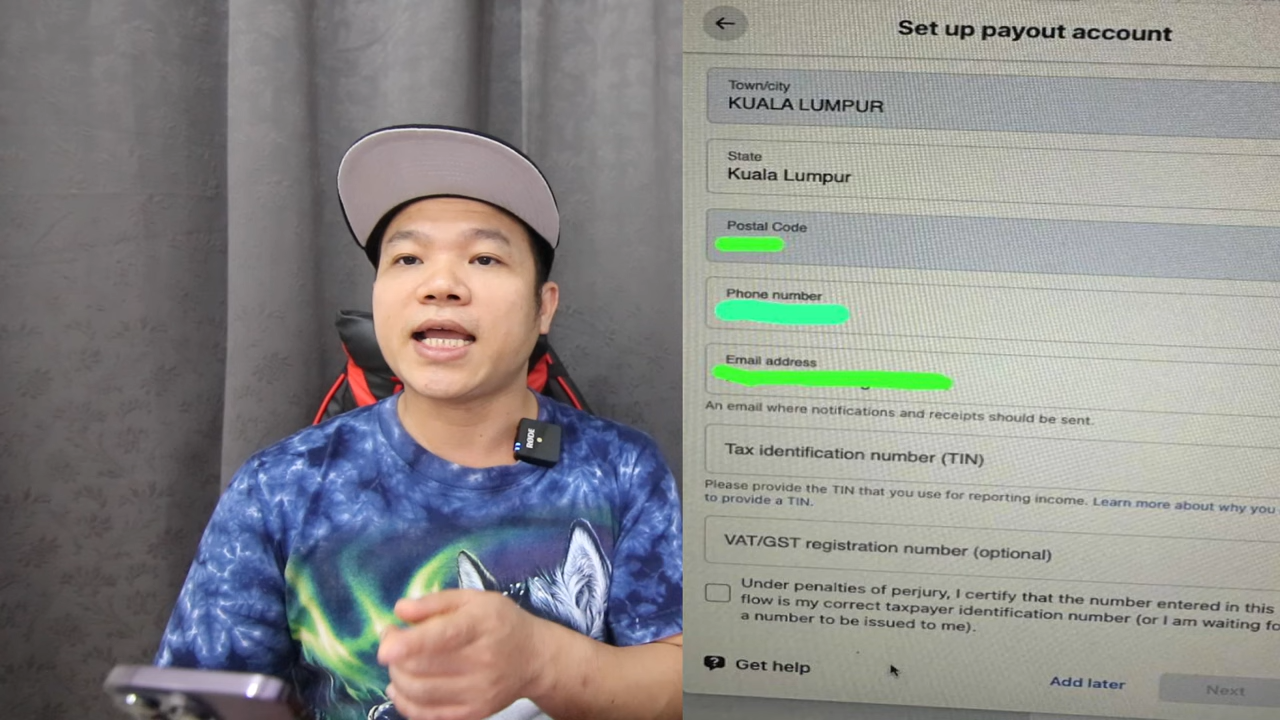 RODE
Set up payout account
Town/city
KUALA LUMPUR
State
Kuala Lumpur
Postal Code
Phone number
Email address
An email where notifications and receipts should be sent.
Tax identification number (TIN)
Please provide the TIN that you use for reporting income. Learn more about why you
to provide a TIN.
VAT/GST registration number (optional)
Under penalties of perjury, I certify that the number entered in this
flow is my correct taxpayer identification number (or I am waiting fo
a number to be issued to me).
Get help
Add later
Next